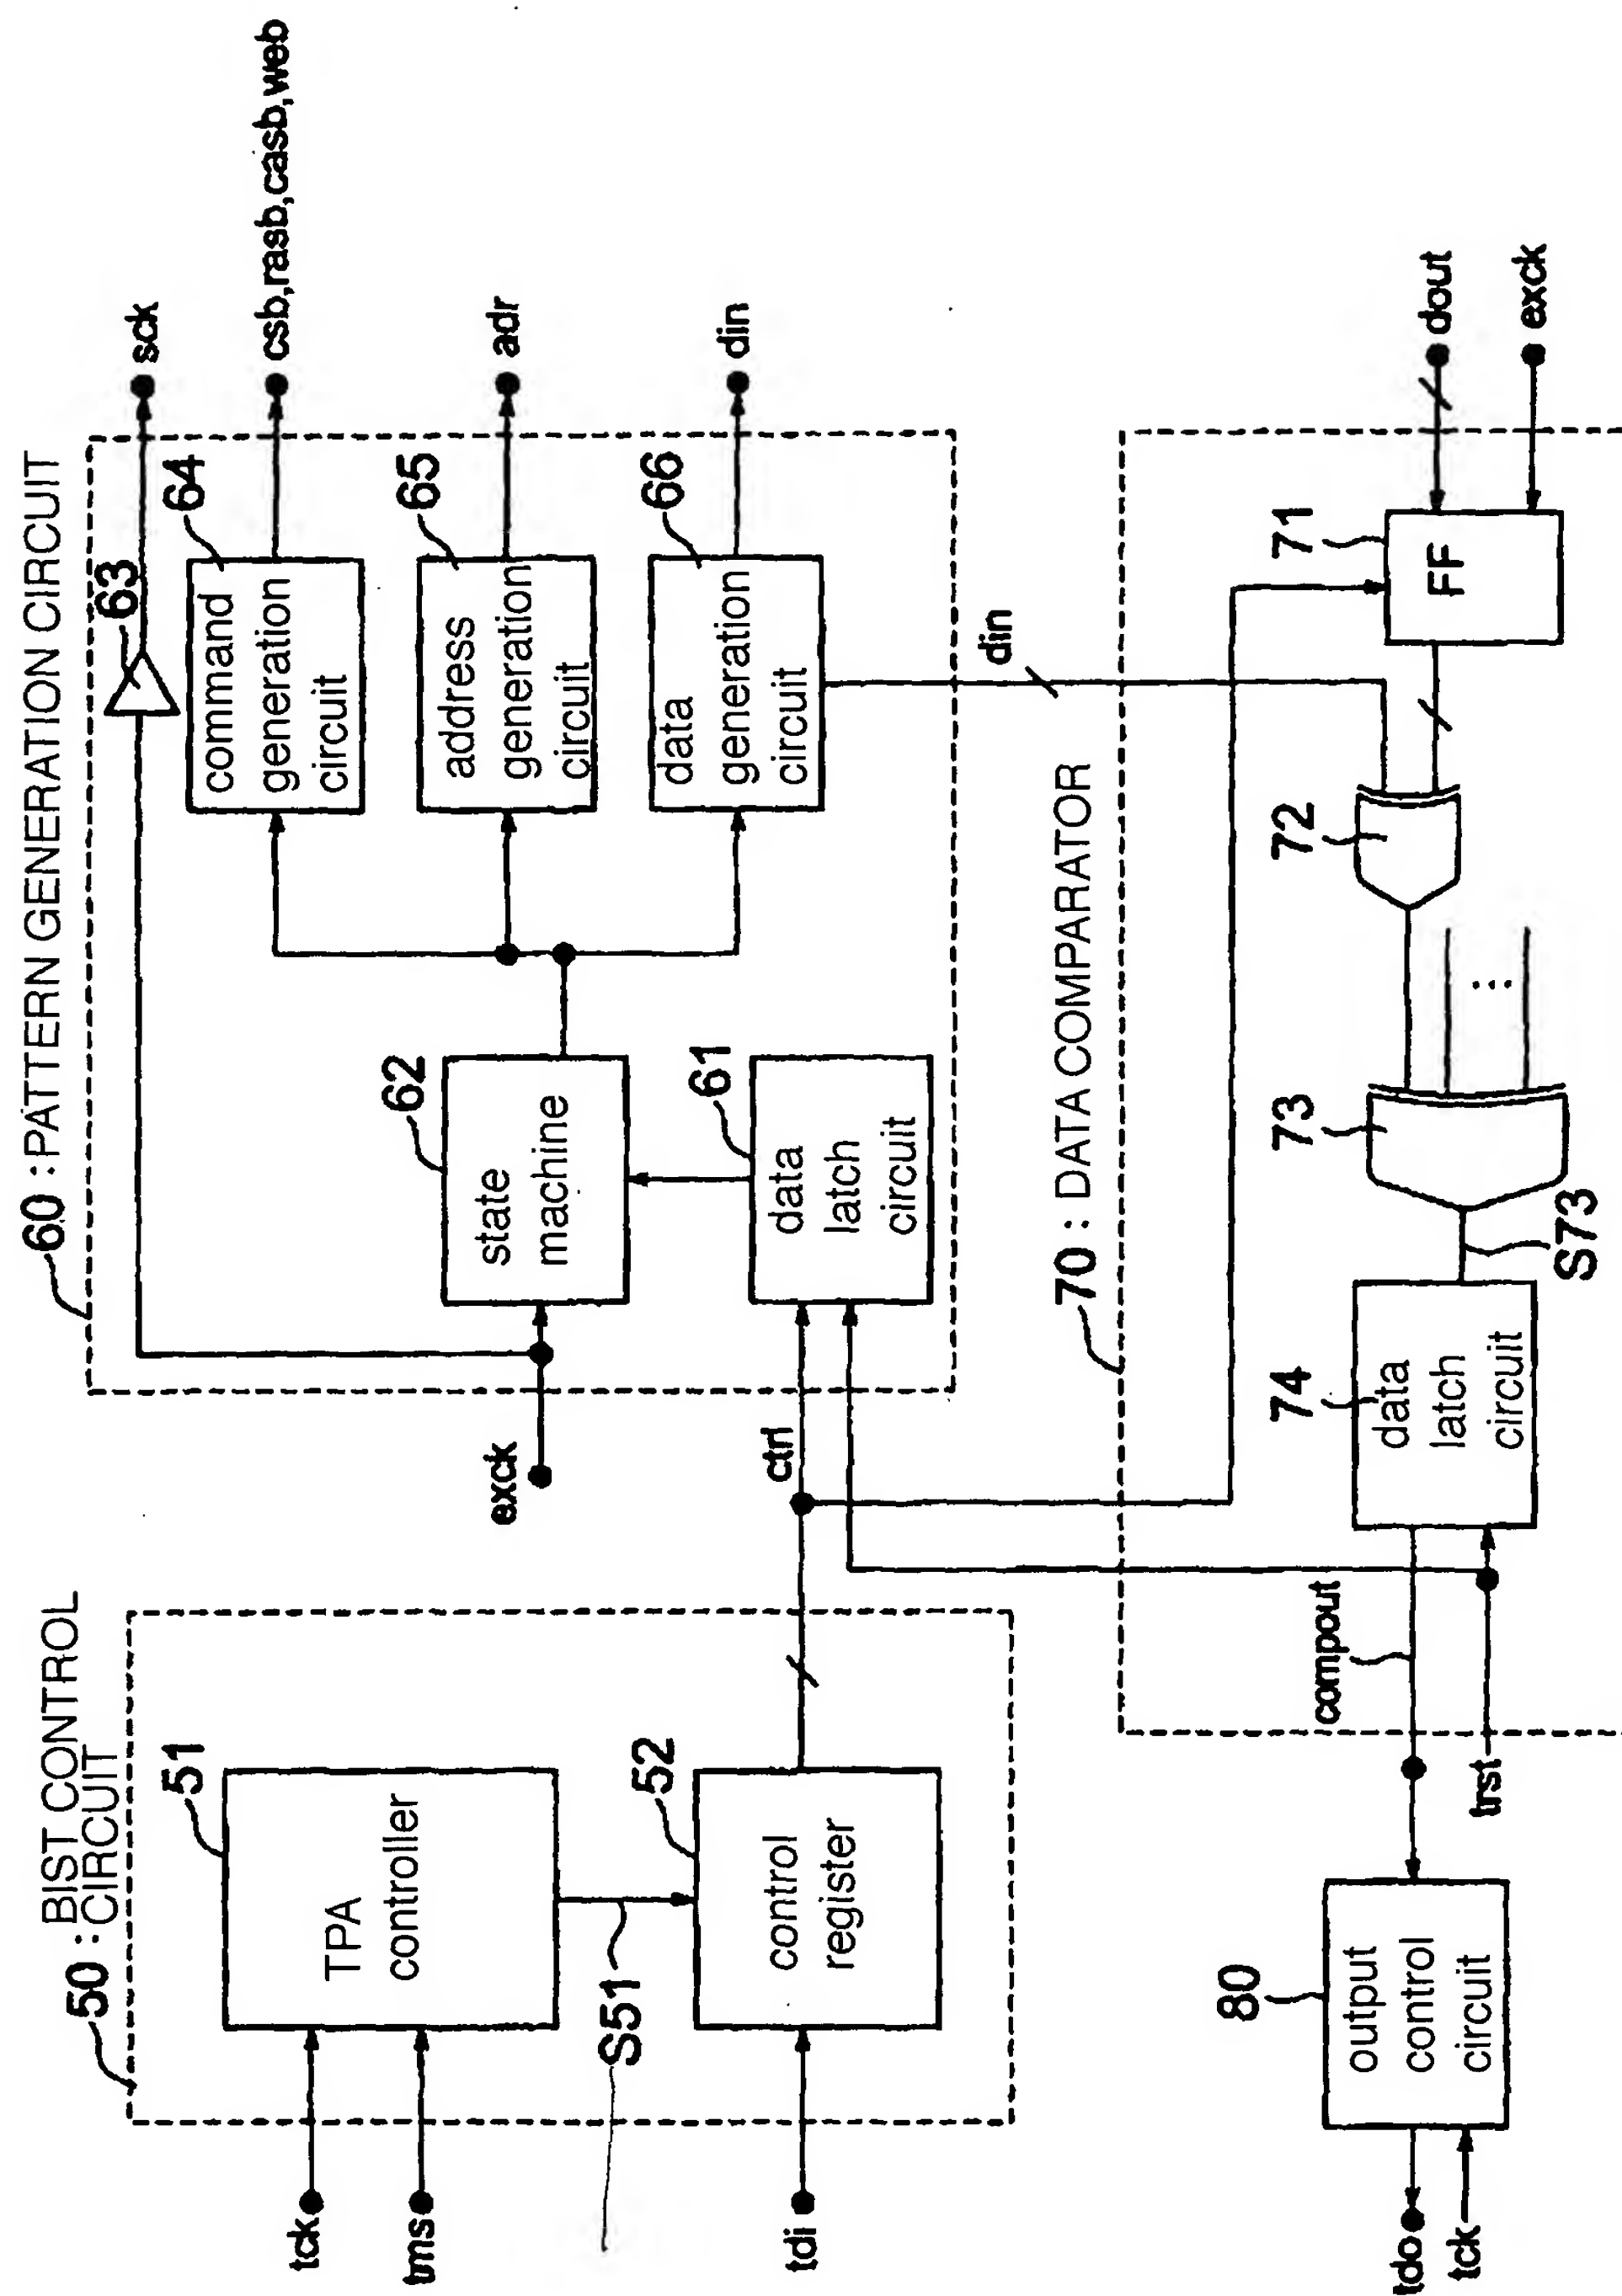 50 : BIST CONTROL
CIRCUIT
tck
tms
tdi
51
TPA
controller
S51
52
control
register
60 : PATTERN GENERATION CIRCUIT
exck
ctrl
62
state
machine
61
data
latch
circuit
63
64
command
generation
circuit
65
address
generation
circuit
66
data
generation
circuit
sck
csb,rasb,casb,web
adr
din
din
70 : DATA COMPARATOR
dout
exck
71
FF
72
73
S73
74
data
latch
circuit
compout
trst
80
output
control
circuit
tdo
tck